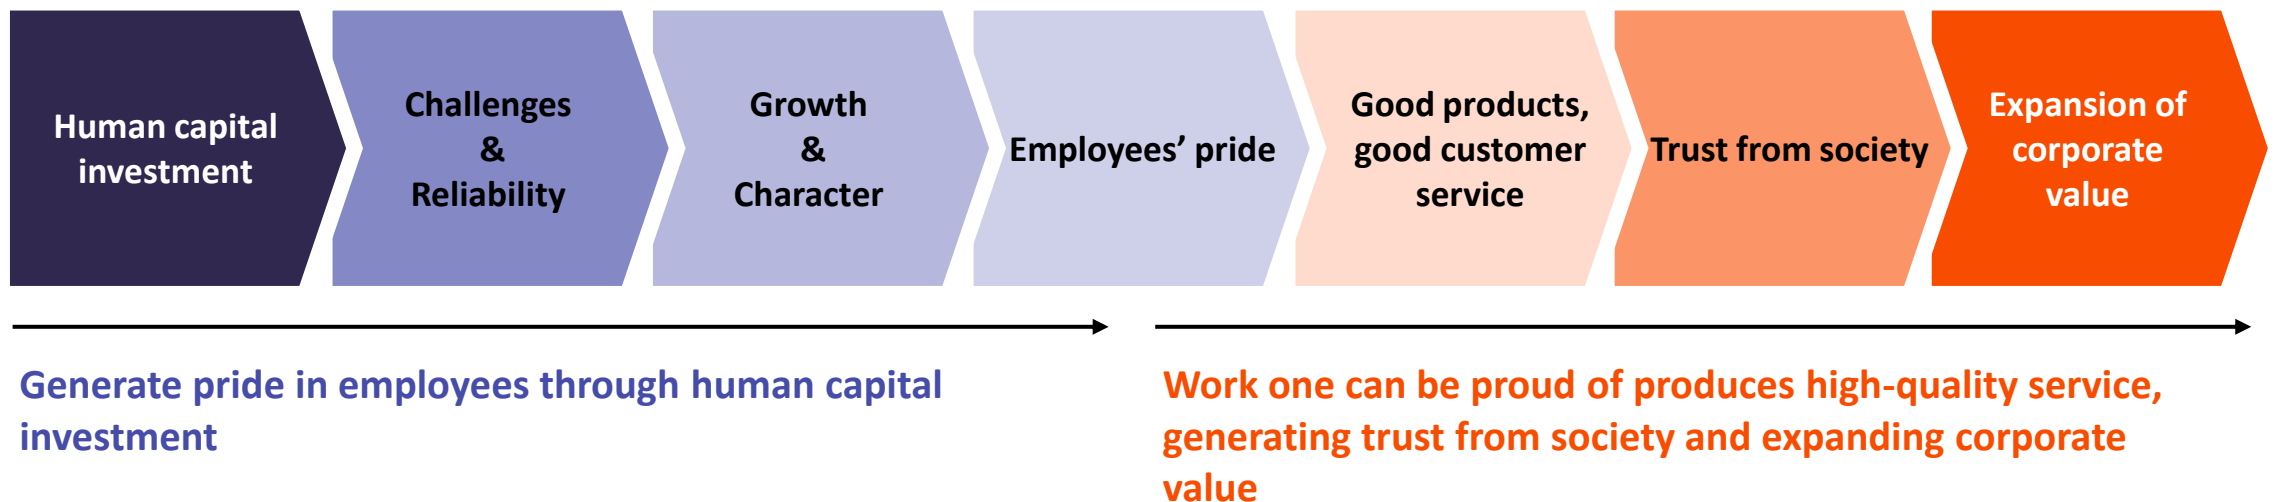 Human capital
investment
Challenges
&
Reliability
Growth
&
Character
Employees’ pride
Good products,
good customer
service
Trust from society
Expansion of
corporate
value
Generate pride in employees through human capital
investment
Work one can be proud of produces high-quality service,
generating trust from society and expanding corporate
value